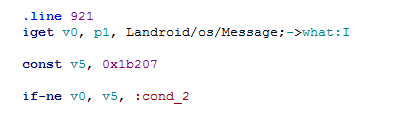 .line 921
iget v0, p1, Landroid/os/Message;->what:I
const v5, 0x1b207
if-ne v0, v5, :cond_2